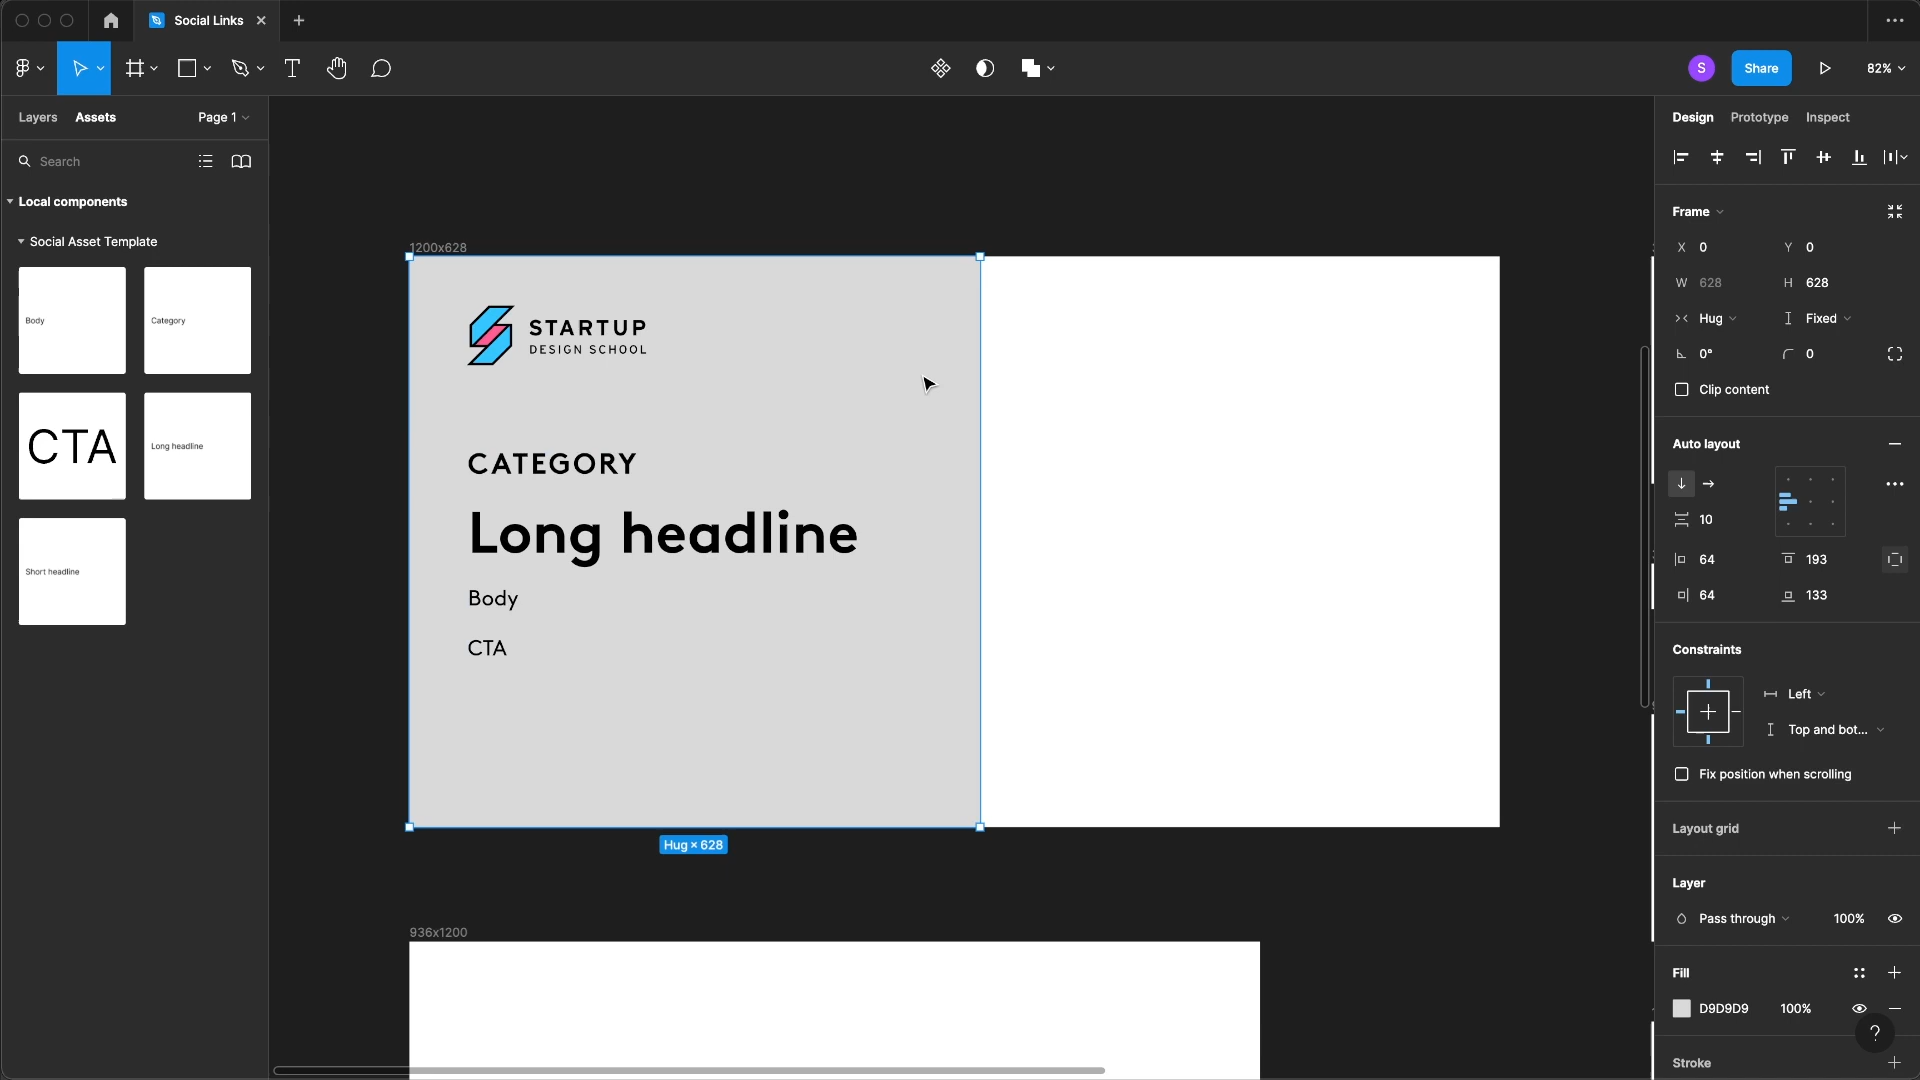 Social Links
S
Share
82%
Layers
Assets
Page 1
Design
Prototype
Inspect
Search
Local components
Social Asset Template
Body
Category
CTA
Long headline
Short headline
1200x628
STARTUP
DESIGN SCHOOL
CATEGORY
Long headline
Body
CTA
Hug × 628
936x1200
Frame
X 0
Y 0
W 628
H 628
Hug
Fixed
0°
0
Clip content
Auto layout
10
64
193
64
133
Constraints
Left
Top and bot...
Fix position when scrolling
Layout grid
Layer
Pass through
100%
Fill
D9D9D9
100%
?
Stroke